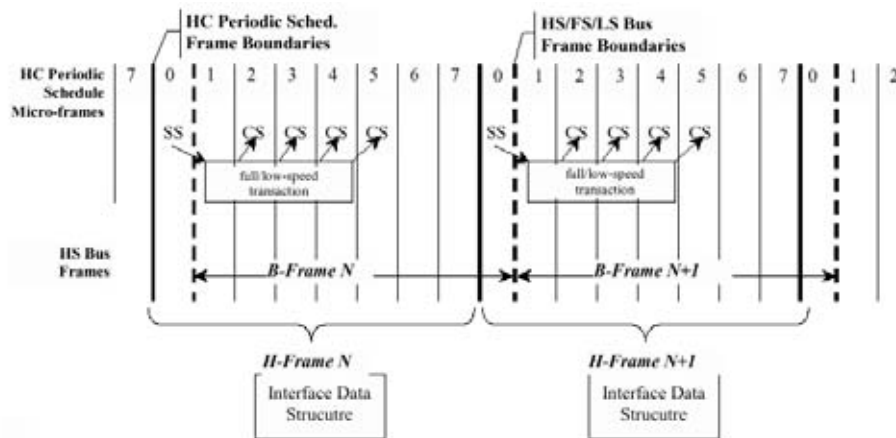 HC Periodic Sched.
Frame Boundaries
HS/FS/LS Bus
Frame Boundaries
HC Periodic
Schedule
Micro-frames
7 0 1 2 3 4 5 6 7 0 1 2 3 4 5 6 7 0 1 2
SS CS CS CS CS SS CS CS CS CS
full/low-speed
transaction
full/low-speed
transaction
HS Bus
Frames
B-Frame N
B-Frame N+1
H-Frame N
H-Frame N+1
Interface Data
Strucutre
Interface Data
Strucutre